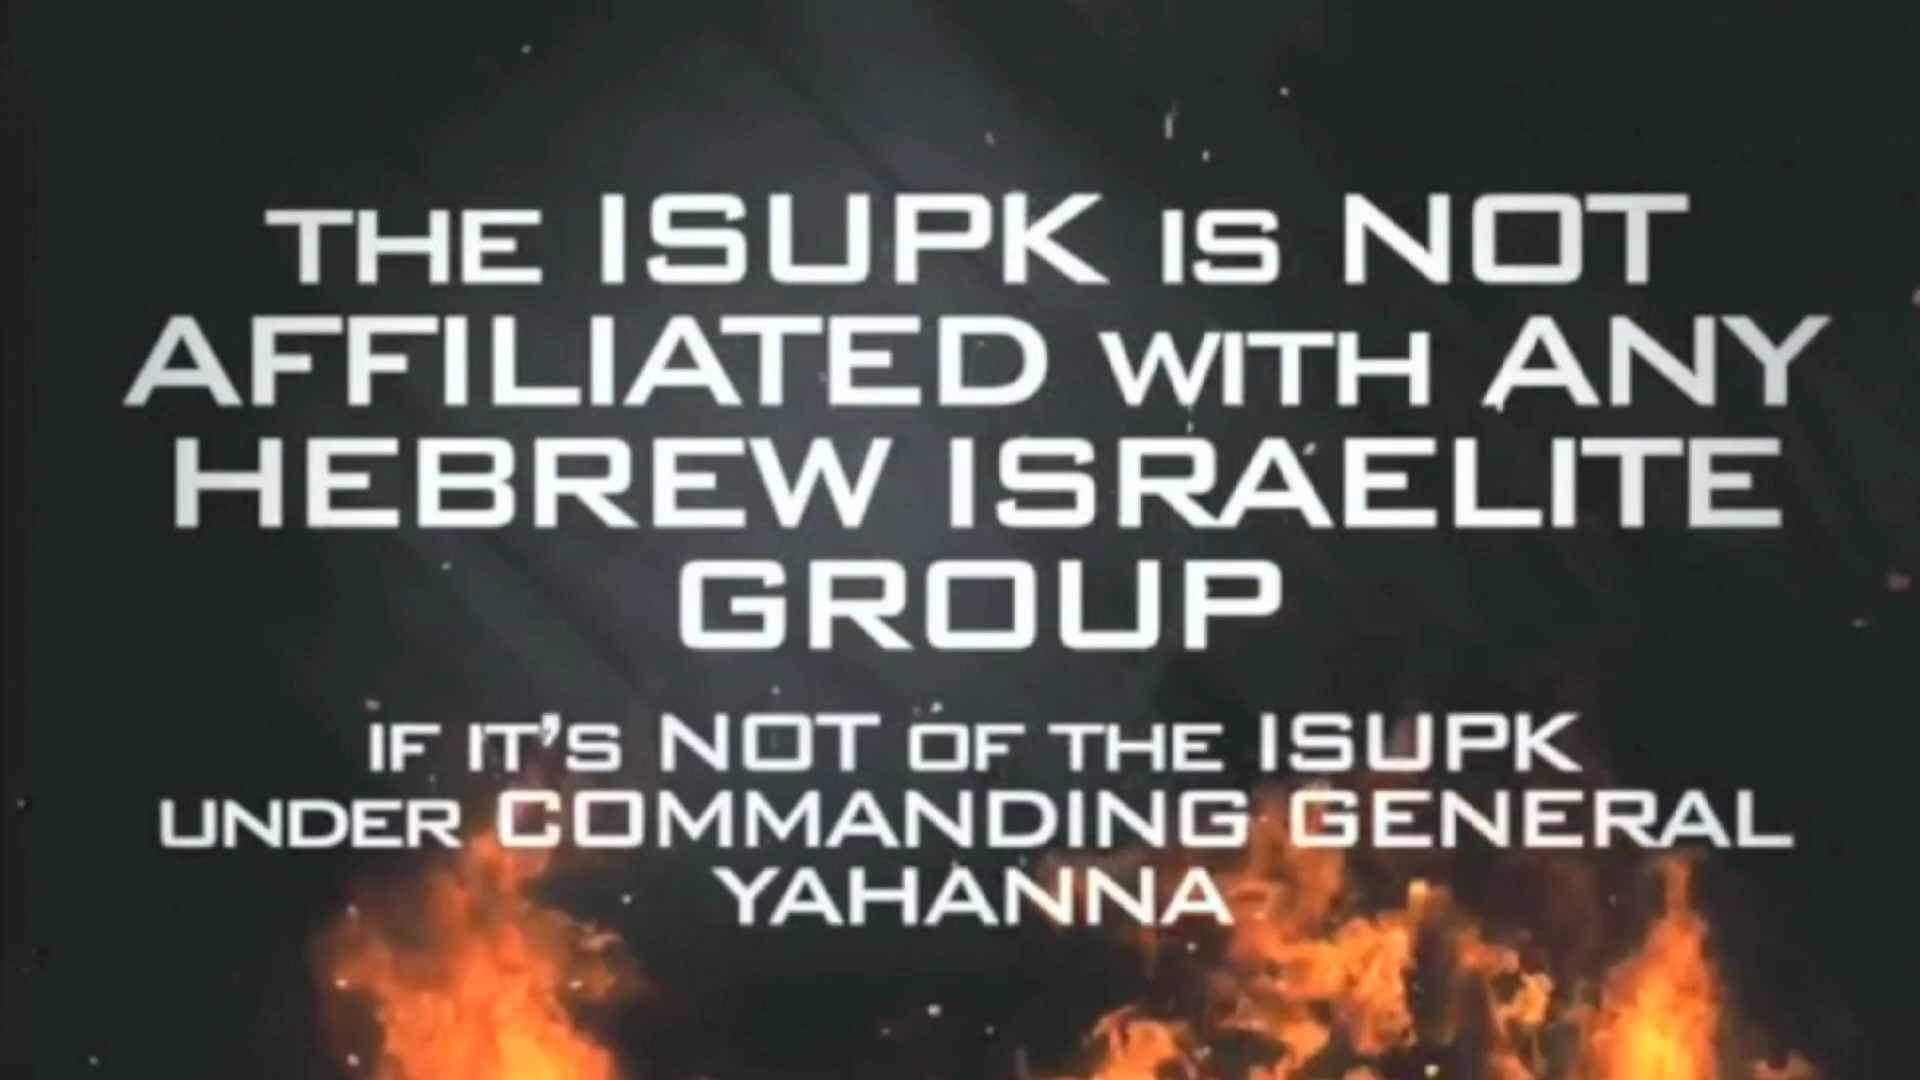 THE ISUPK IS NOT
AFFILIATED WITH ANY
HEBREW ISRAELITE
GROUP
IF IT'S NOT OF THE ISUPK
UNDER COMMANDING GENERAL
YAHANNA